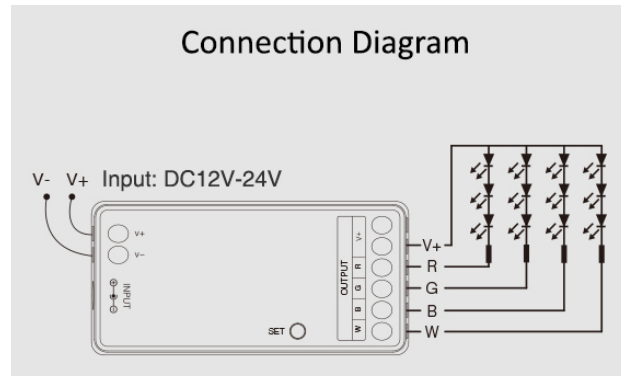 Connection Diagram
V- V+ Input: DC12V-24V
V+
V-
INPUT
SET
OUTPUT
V+
R
G
B
W
V+
R
G
B
W